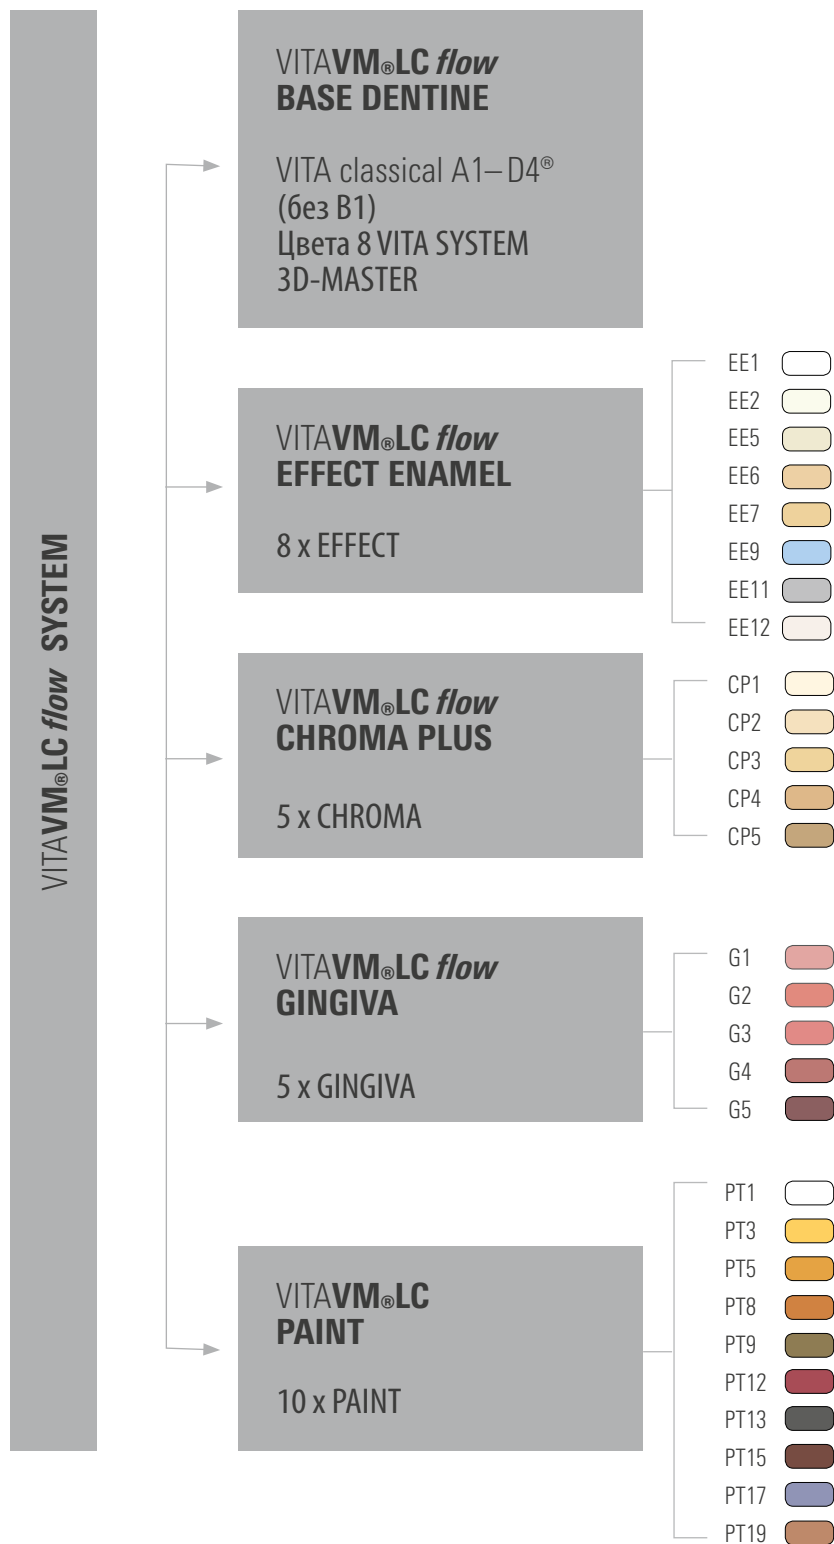 VITAVM®LC flow SYSTEM
VITAVM®LC flow
BASE DENTINE
VITA classical A1–D4®
(без B1)
Цвета 8 VITA SYSTEM
3D-MASTER
VITAVM®LC flow
EFFECT ENAMEL
8 x EFFECT
EE1
EE2
EE5
EE6
EE7
EE9
EE11
EE12
VITAVM®LC flow
CHROMA PLUS
5 x CHROMA
CP1
CP2
CP3
CP4
CP5
VITAVM®LC flow
GINGIVA
5 x GINGIVA
G1
G2
G3
G4
G5
VITAVM®LC
PAINT
10 x PAINT
PT1
PT3
PT5
PT8
PT9
PT12
PT13
PT15
PT17
PT19